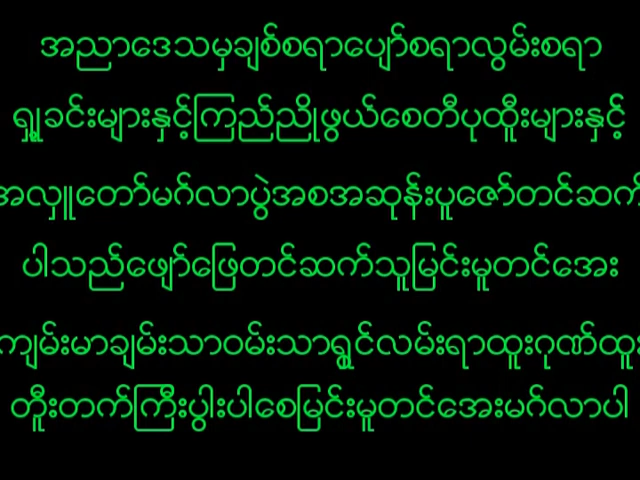 အညာဒေသမှချစ်စရာပျော်စရာလွမ်းစရာ
ရှုခင်းများနှင့်ကြည်ညိုဖွယ်စေတီပုထိုးများနှင့်
အလှူတော်မင်္ဂလာပွဲအစအဆုန်းပူဇော်တင်ဆက်
ပါသည်ဖျော်ဖြေတင်ဆက်သူမြင်းမူတင်အေး
ကျမ်းမာချမ်းသာဝမ်းသာရွှင်လမ်းရာထူးဂုဏ်ထူး
တိုးတက်ကြီးပွါးပါစေမြင်းမူတင်အေးမင်္ဂလာပါ